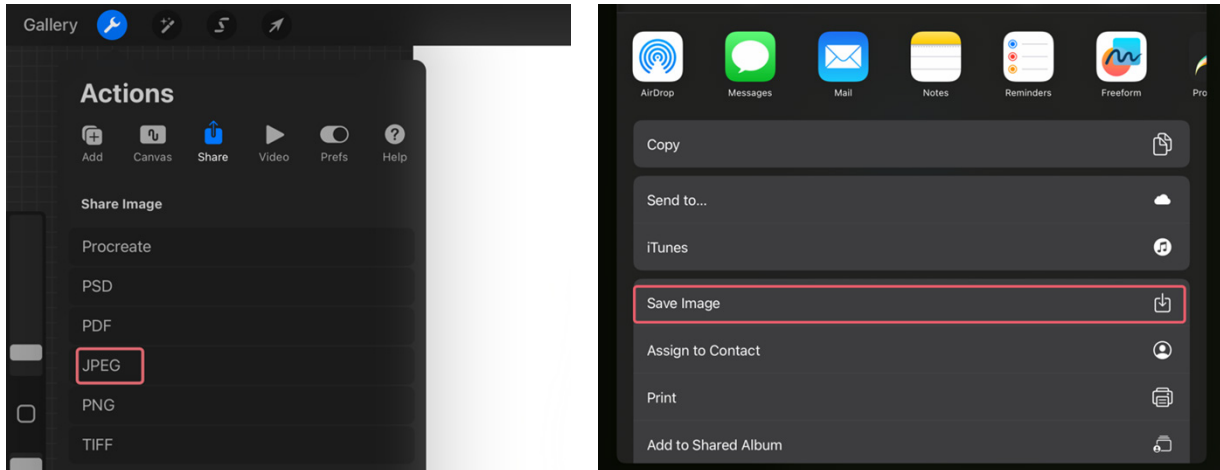 Gallery
Actions
Add Canvas Share Video Prefs Help
Share Image
Procreate
PSD
PDF
JPEG
PNG
TIFF
AirDrop Messages Mail Notes Reminders Freeform Pro
Copy
Send to...
iTunes
Save Image
Assign to Contact
Print
Add to Shared Album